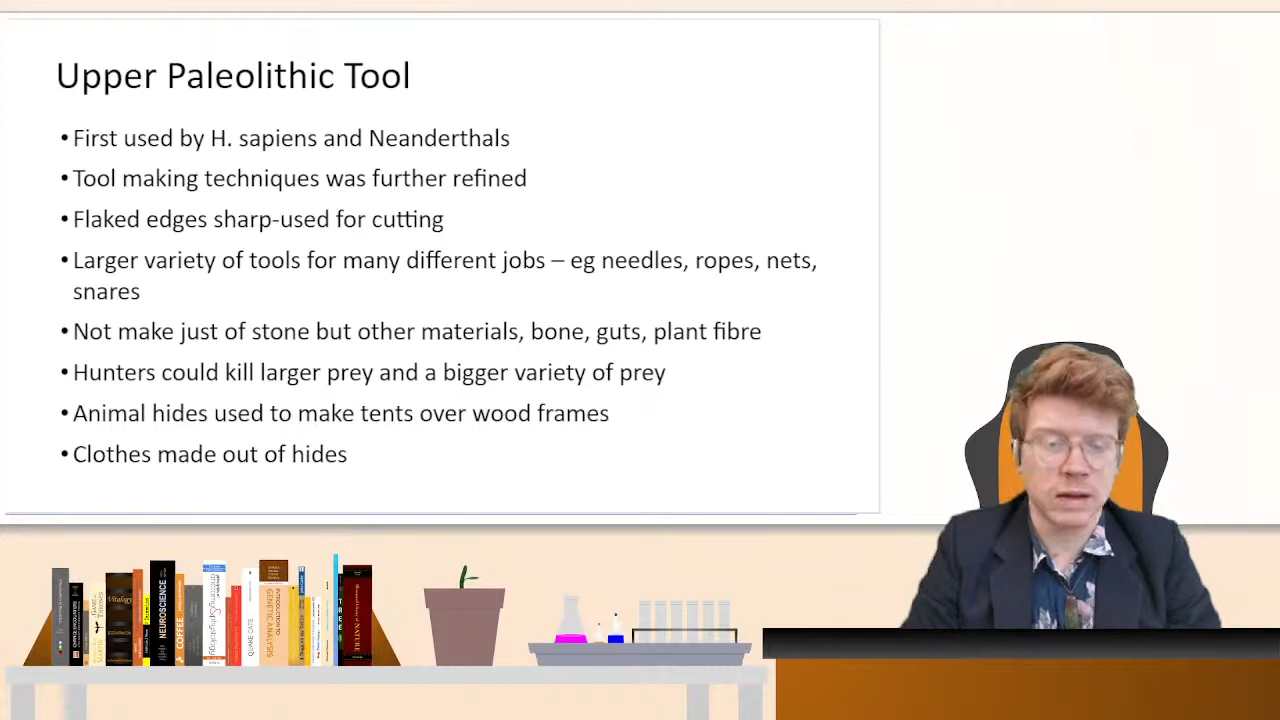 Upper Paleolithic Tool
•First used by H. sapiens and Neanderthals
•Tool making techniques was further refined
•Flaked edges sharp-used for cutting
•Larger variety of tools for many different jobs – eg needles, ropes, nets,
snares
•Not make just of stone but other materials, bone, guts, plant fibre
•Hunters could kill larger prey and a bigger variety of prey
•Animal hides used to make tents over wood frames
•Clothes made out of hides
NEUROSCIENCE
COFFEE
QUAKE CATS
GENETIC ANALYSIS
TREE